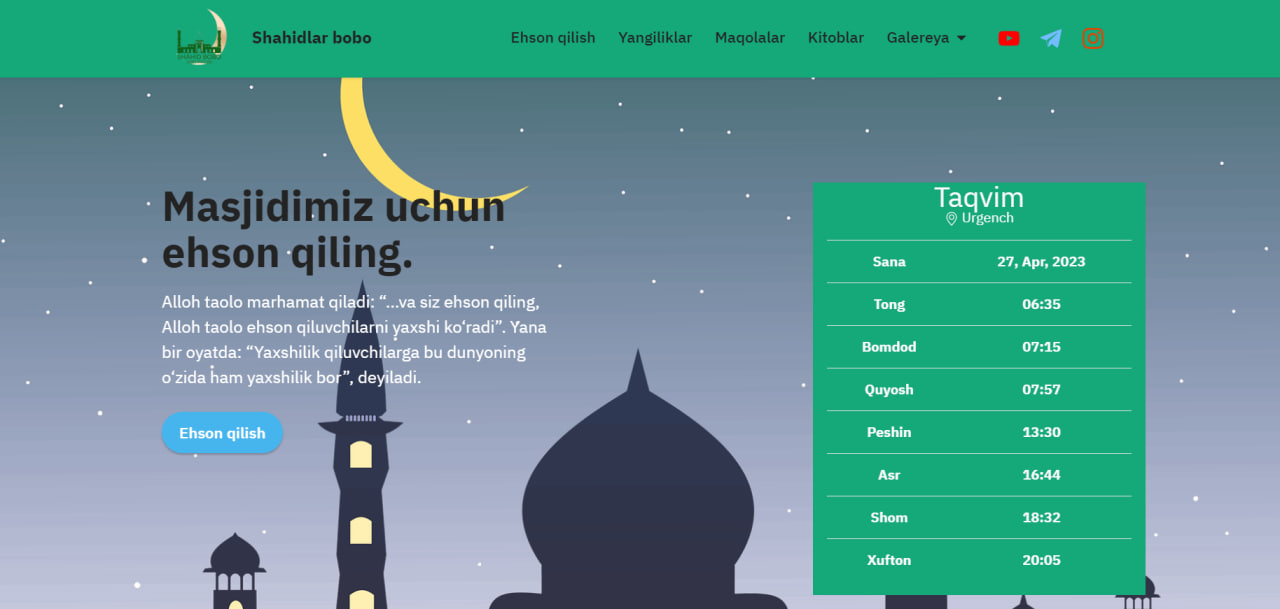 SHAHID BOBO
Shahidlar bobo
Ehson qilish
Yangiliklar
Maqolalar
Kitoblar
Galereya
Masjidimiz uchun
ehson qiling.
Alloh taolo marhamat qiladi: “...va siz ehson qiling,
Alloh taolo ehson qiluvchilarni yaxshi ko‘radi”. Yana
bir oyatda: “Yaxshilik qiluvchilarga bu dunyoning
o‘zida ham yaxshilik bor”, deyiladi.
Ehson qilish
Taqvim
Urgench
Sana 27, Apr, 2023
Tong 06:35
Bomdod 07:15
Quyosh 07:57
Peshin 13:30
Asr 16:44
Shom 18:32
Xufton 20:05